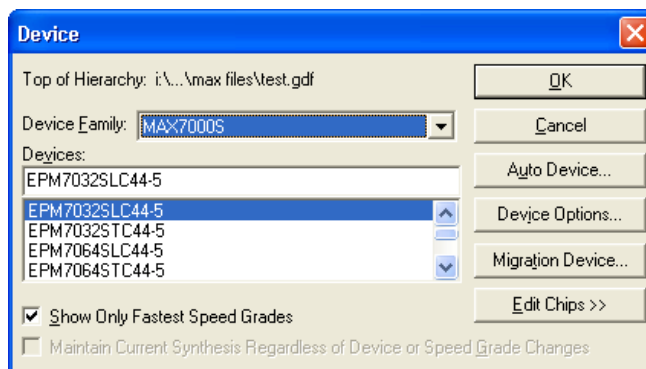 Device
Top of Hierarchy: i:\...\max files\test.gdf
OK
Device Family: MAX7000S
Cancel
Devices:
EPM7032SLC44-5
Auto Device...
EPM7032SLC44-5
EPM7032STC44-5
EPM7064SLC44-5
EPM7064STC44-5
Device Options...
Migration Device...
Edit Chips >>
Show Only Fastest Speed Grades
Maintain Current Synthesis Regardless of Device or Speed Grade Changes